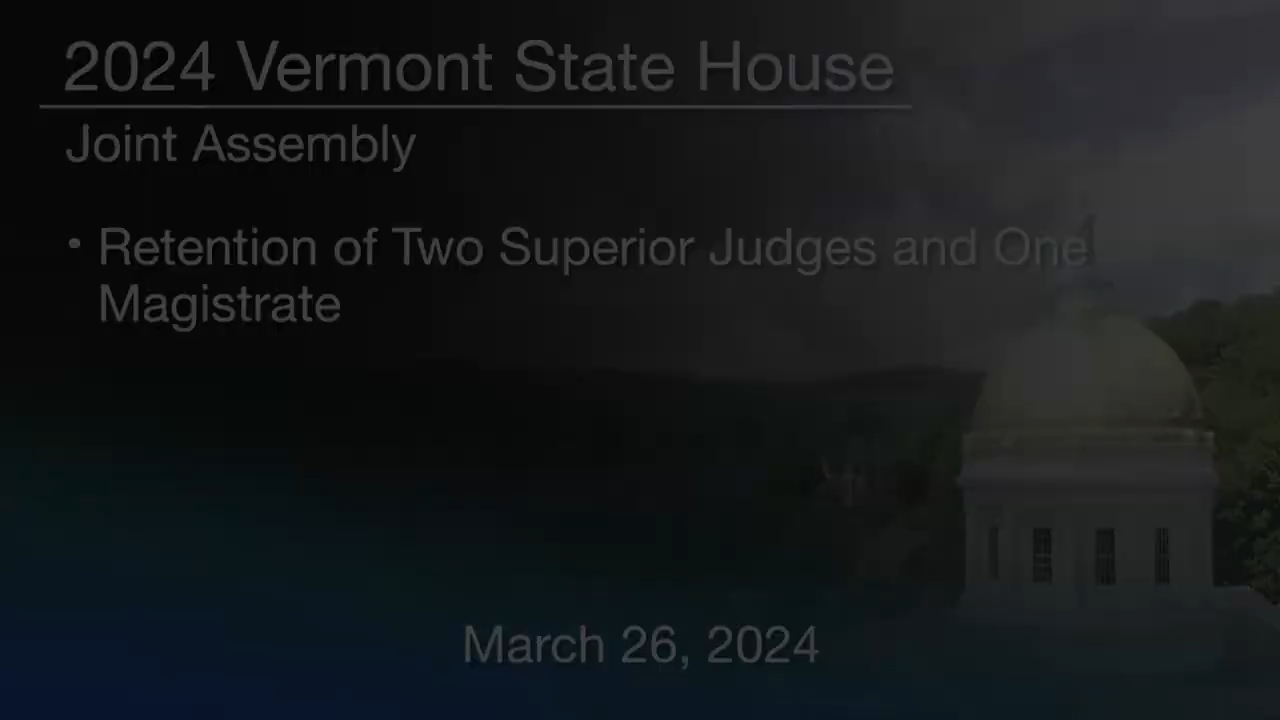 2024 Vermont State House
Joint Assembly
• Retention of Two Superior Judges and One
Magistrate
March 26, 2024